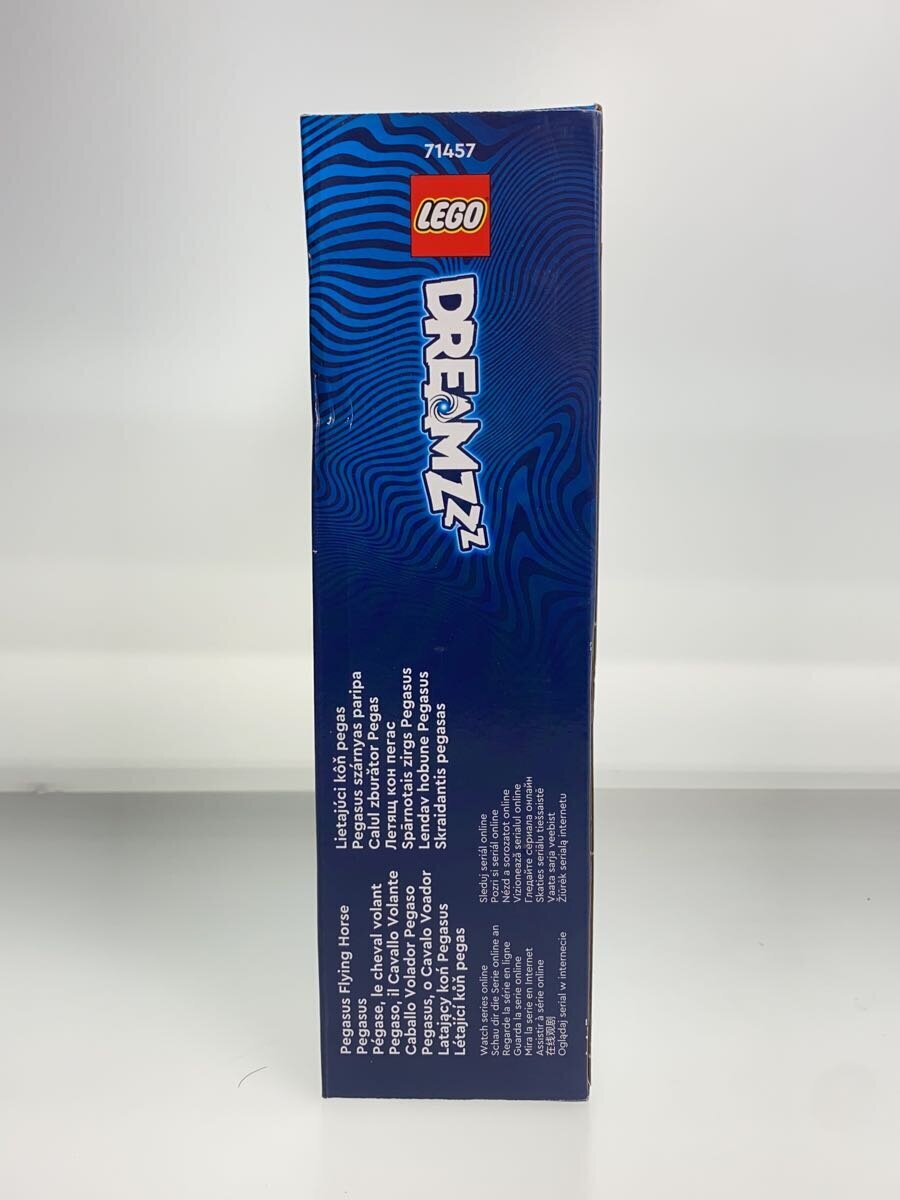 71457
LEGO
DREAMZzz
Pegasus Flying Horse
Pegasus
Pégase, le cheval volant
Pegaso, il Cavallo Volante
Caballo Volador Pegaso
Pegasus, o Cavalo Voador
Latający koń Pegasus
Létající kůň pegas
Lietajúci kôň pegas
Pegasus szárnyas paripa
Calul zburător Pegas
Летящ кон пегас
Spārnotais zirgs Pegasus
Lendav hobune Pegasus
Skraidantis pegasas
Watch series online
Schau dir die Serie online an
Regarde la série en ligne
Guarda la serie online
Mira la serie en Internet
Assistir à série online
在线观剧
Oglądaj serial w internecie
Sleduj seriál online
Pozri si seriál online
Nézd a sorozatot online
Vizionează serialul online
Гледайте сериала онлайн
Skaties seriālu tiešsaistē
Vaata sarja veebist
Žiūrėk serialą internetu